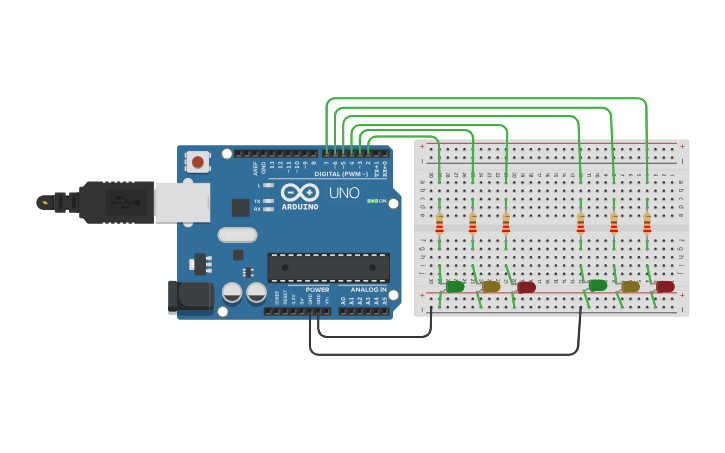 AREF
GND
13
12
~11
~10
~9
8
7
~6
~5
4
~3
2
TX→1
RX←0
DIGITAL (PWM~)
L
TX
RX
UNO
ARDUINO
ON
POWER
ANALOG IN
IOREF
RESET
3.3V
5V
GND
GND
Vin
A0
A1
A2
A3
A4
A5
a b c d e
a b c d e
f g h i j
f g h i j